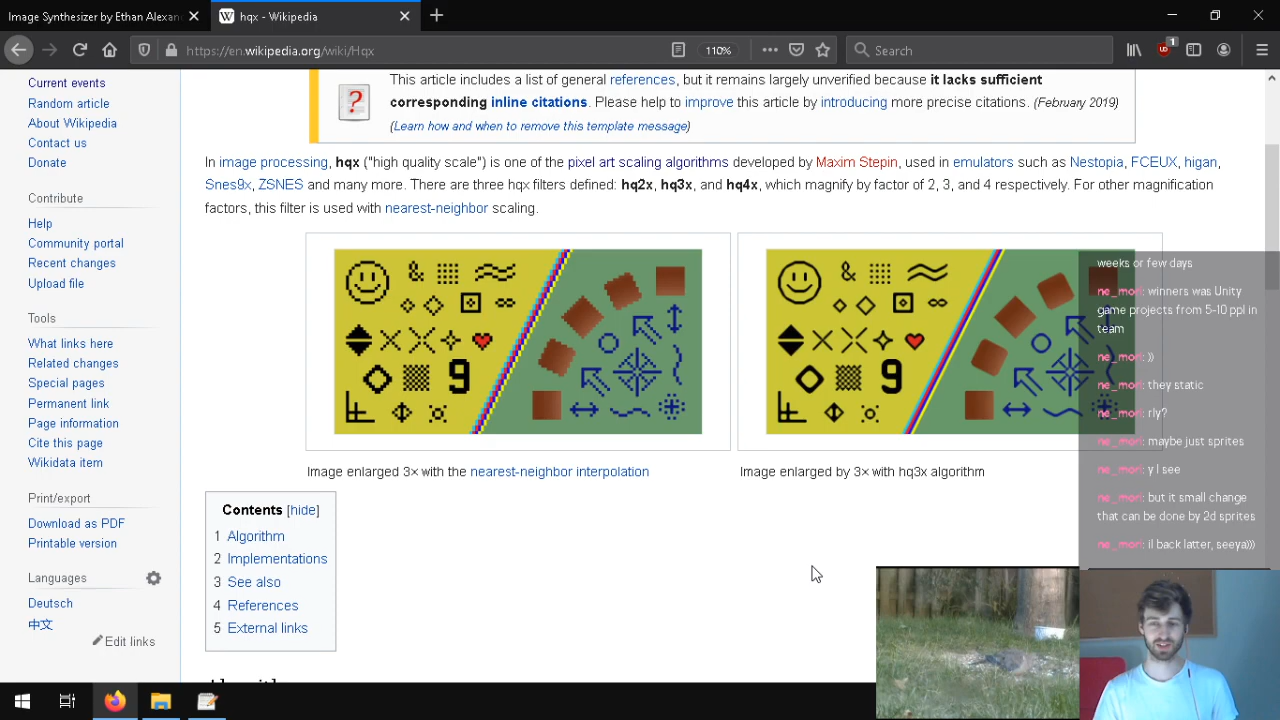 Image Synthesizer by Ethan Alexan
hqx - Wikipedia
https://en.wikipedia.org/wiki/Hqx
110%
Search
1
Current events
Random article
About Wikipedia
Contact us
Donate
Contribute
Help
Community portal
Recent changes
Upload file
Tools
What links here
Related changes
Special pages
Permanent link
Page information
Cite this page
Wikidata item
Print/export
Download as PDF
Printable version
Languages
Deutsch
中文
Edit links
This article includes a list of general references, but it remains largely unverified because it lacks sufficient
corresponding inline citations. Please help to improve this article by introducing more precise citations. (February 2019)
(Learn how and when to remove this template message)
In image processing, hqx ("high quality scale") is one of the pixel art scaling algorithms developed by Maxim Stepin, used in emulators such as Nestopia, FCEUX, higan,
Snes9x, ZSNES and many more. There are three hqx filters defined: hq2x, hq3x, and hq4x, which magnify by factor of 2, 3, and 4 respectively. For other magnification
factors, this filter is used with nearest-neighbor scaling.
&
9
&
9
Image enlarged 3× with the nearest-neighbor interpolation
Image enlarged by 3× with hq3x algorithm
Contents [hide]
1 Algorithm
2 Implementations
3 See also
4 References
5 External links
weeks or few days
ne_mori: winners was Unity
game projects from 5-10 ppl in
team
ne_mori: ))
ne_mori: they static
ne_mori: rly?
ne_mori: maybe just sprites
ne_mori: y I see
ne_mori: but it small change
that can be done by 2d sprites
ne_mori: il back latter, seeya)))